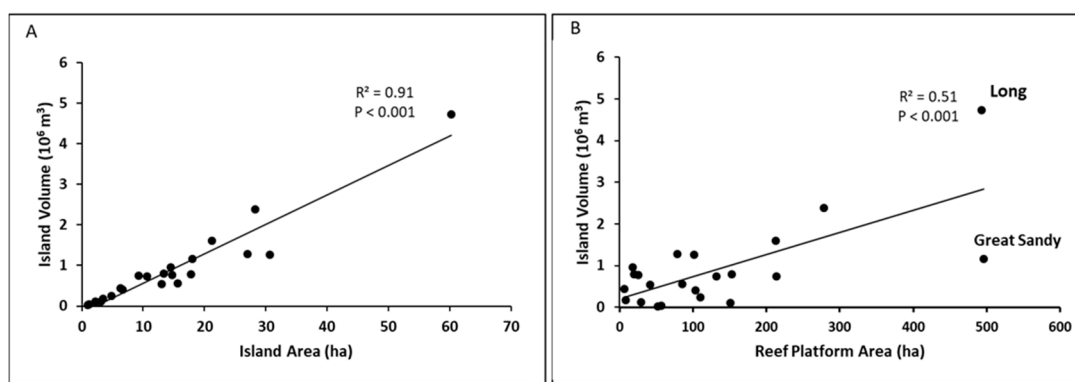 A
6
5
4
3
2
1
0
Island Volume (10⁶ m³)
R² = 0.91
P < 0.001
0 10 20 30 40 50 60 70
Island Area (ha)
B
6
5
4
3
2
1
0
Island Volume (10⁶ m³)
R² = 0.51
P < 0.001
Long
Great Sandy
0 100 200 300 400 500 600
Reef Platform Area (ha)